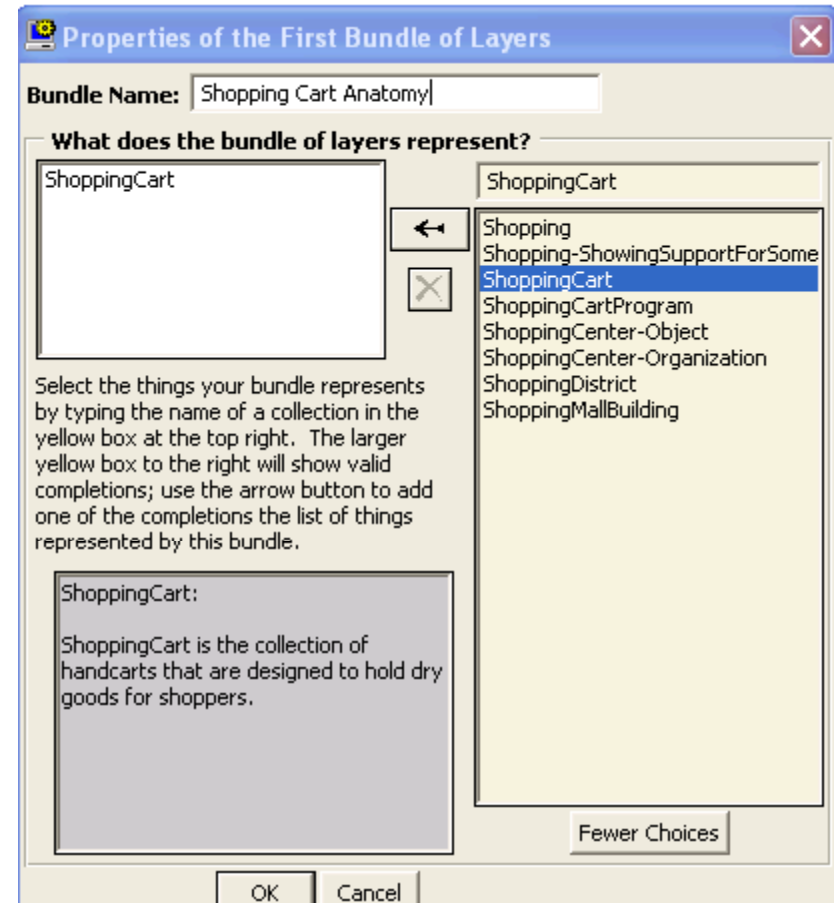 Properties of the First Bundle of Layers
Bundle Name: Shopping Cart Anatomy
What does the bundle of layers represent?
ShoppingCart
Select the things your bundle represents
by typing the name of a collection in the
yellow box at the top right.  The larger
yellow box to the right will show valid
completions; use the arrow button to add
one of the completions the list of things
represented by this bundle.
ShoppingCart:
ShoppingCart is the collection of
handcarts that are designed to hold dry
goods for shoppers.
ShoppingCart
Shopping
Shopping-ShowingSupportForSome
ShoppingCart
ShoppingCartProgram
ShoppingCenter-Object
ShoppingCenter-Organization
ShoppingDistrict
ShoppingMallBuilding
Fewer Choices
OK
Cancel